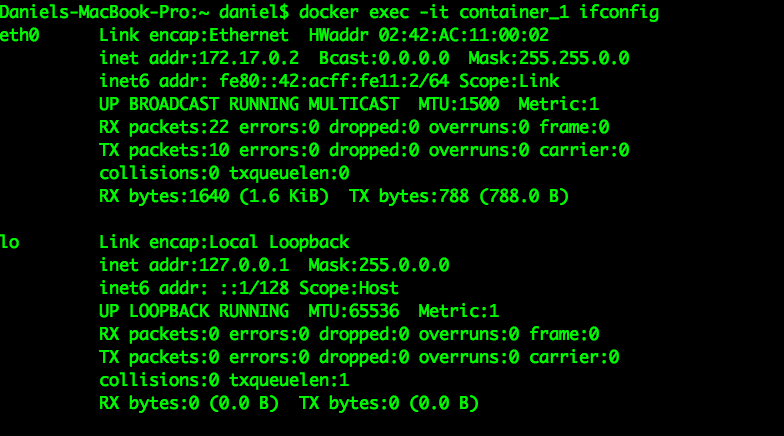 Daniels-MacBook-Pro:~ daniel$ docker exec -it container_1 ifconfig
eth0      Link encap:Ethernet  HWaddr 02:42:AC:11:00:02
          inet addr:172.17.0.2  Bcast:0.0.0.0  Mask:255.255.0.0
          inet6 addr: fe80::42:acff:fe11:2/64 Scope:Link
          UP BROADCAST RUNNING MULTICAST  MTU:1500  Metric:1
          RX packets:22 errors:0 dropped:0 overruns:0 frame:0
          TX packets:10 errors:0 dropped:0 overruns:0 carrier:0
          collisions:0 txqueuelen:0
          RX bytes:1640 (1.6 KiB)  TX bytes:788 (788.0 B)

lo        Link encap:Local Loopback
          inet addr:127.0.0.1  Mask:255.0.0.0
          inet6 addr: ::1/128 Scope:Host
          UP LOOPBACK RUNNING  MTU:65536  Metric:1
          RX packets:0 errors:0 dropped:0 overruns:0 frame:0
          TX packets:0 errors:0 dropped:0 overruns:0 carrier:0
          collisions:0 txqueuelen:1
          RX bytes:0 (0.0 B)  TX bytes:0 (0.0 B)